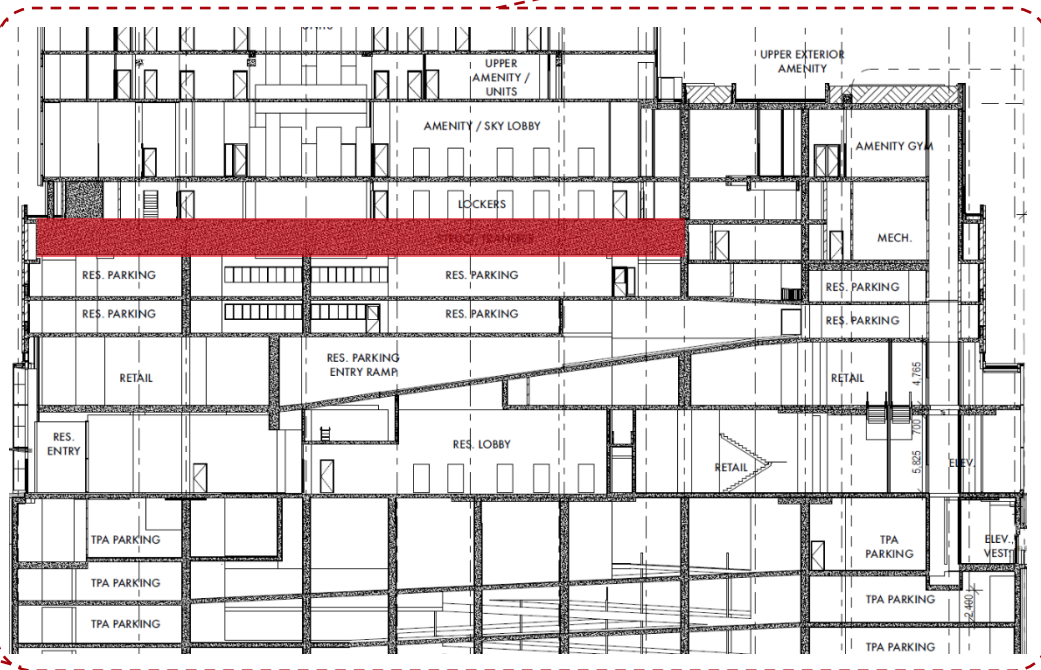 UNITS
UPPER EXTERIOR
AMENITY
UPPER
AMENITY /
UNITS
AMENITY / SKY LOBBY
AMENITY GYM
LOCKERS
STRUCT. TRANSFER
MECH.
RES. PARKING
RES. PARKING
RES. PARKING
RES. PARKING
RES. PARKING
RES. PARKING
RES. PARKING
ENTRY RAMP
RETAIL
RETAIL
4.765
700
RES.
ENTRY
RES. LOBBY
RETAIL
5.825
ELEV.
TPA PARKING
TPA
PARKING
ELEV.
VEST.
TPA PARKING
TPA PARKING
2.490
TPA PARKING
TPA PARKING